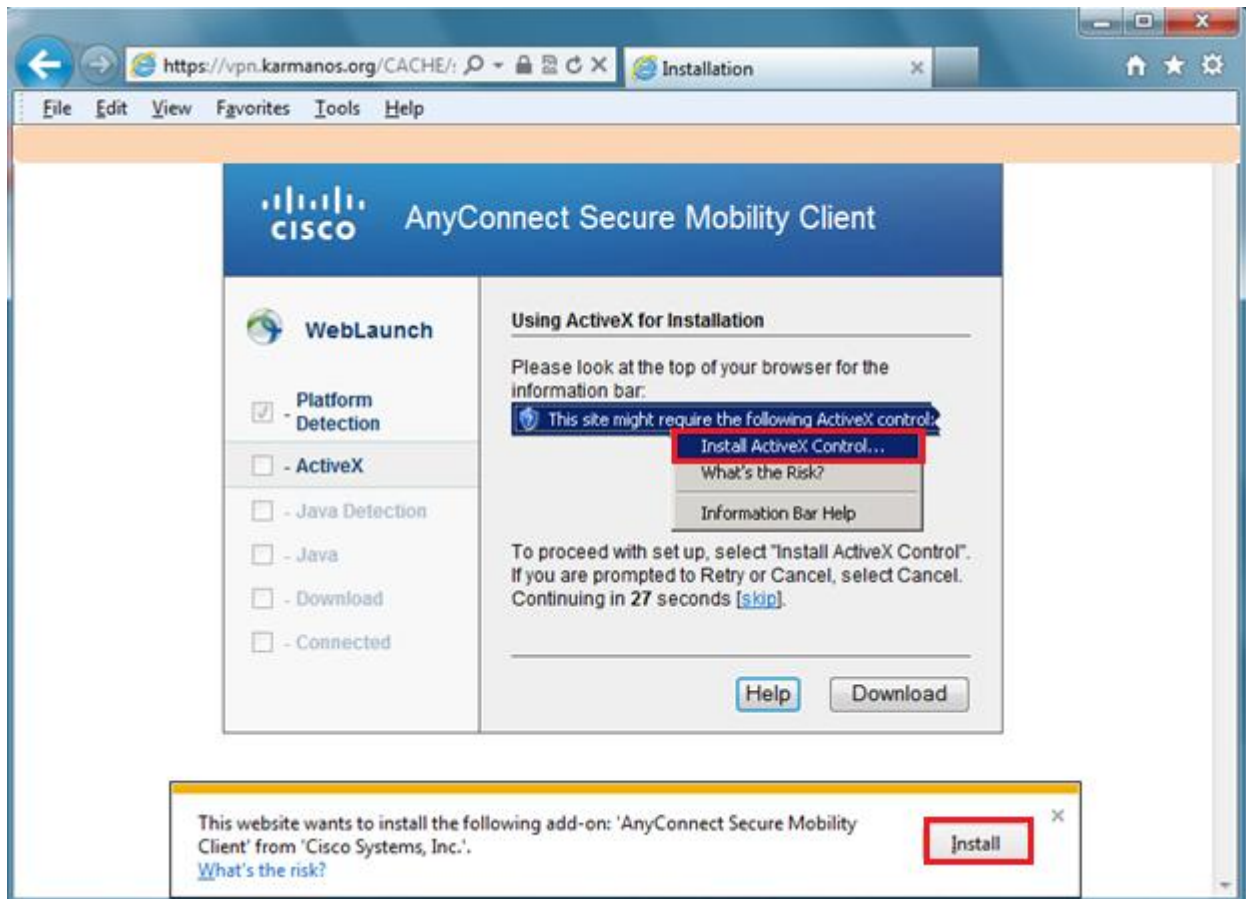 https://vpn.karmanos.org/CACHE/:
Installation
File Edit View Favorites Tools Help
CISCO
AnyConnect Secure Mobility Client
WebLaunch
- Platform
Detection
- ActiveX
- Java Detection
- Java
- Download
- Connected
Using ActiveX for Installation
Please look at the top of your browser for the
information bar:
This site might require the following ActiveX control:
Install ActiveX Control...
What's the Risk?
Information Bar Help
To proceed with set up, select "Install ActiveX Control".
If you are prompted to Retry or Cancel, select Cancel.
Continuing in 27 seconds [skip].
Help
Download
This website wants to install the following add-on: 'AnyConnect Secure Mobility
Client' from 'Cisco Systems, Inc.'.
What's the risk?
Install